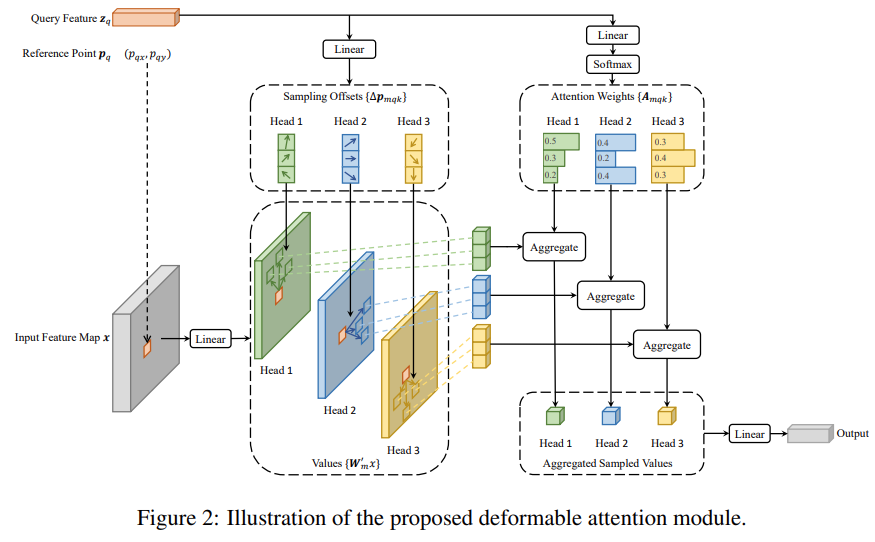 Query Feature z_q
Reference Point p_q (p_qx, p_qy)
Linear
Linear
Softmax
Sampling Offsets {Δp_mqk}
Head 1 Head 2 Head 3
Attention Weights {A_mqk}
Head 1 Head 2 Head 3
0.5 0.4 0.3
0.3 0.2 0.4
0.2 0.4 0.3
Input Feature Map x
Linear
Head 1
Head 2
Head 3
Values {W'_m x}
Aggregate
Aggregate
Aggregate
Head 1 Head 2 Head 3
Aggregated Sampled Values
Linear
Output
Figure 2: Illustration of the proposed deformable attention module.